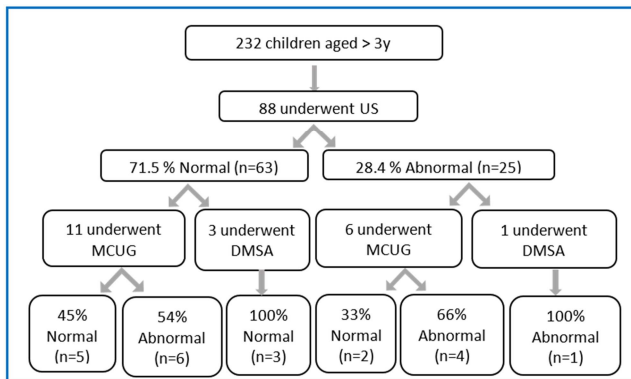 232 children aged > 3y
88 underwent US
71.5 % Normal (n=63)
28.4 % Abnormal (n=25)
11 underwent
MCUG
3 underwent
DMSA
6 underwent
MCUG
1 underwent
DMSA
45%
Normal
(n=5)
54%
Abnormal
(n=6)
100%
Normal
(n=3)
33%
Normal
(n=2)
66%
Abnormal
(n=4)
100%
Abnormal
(n=1)